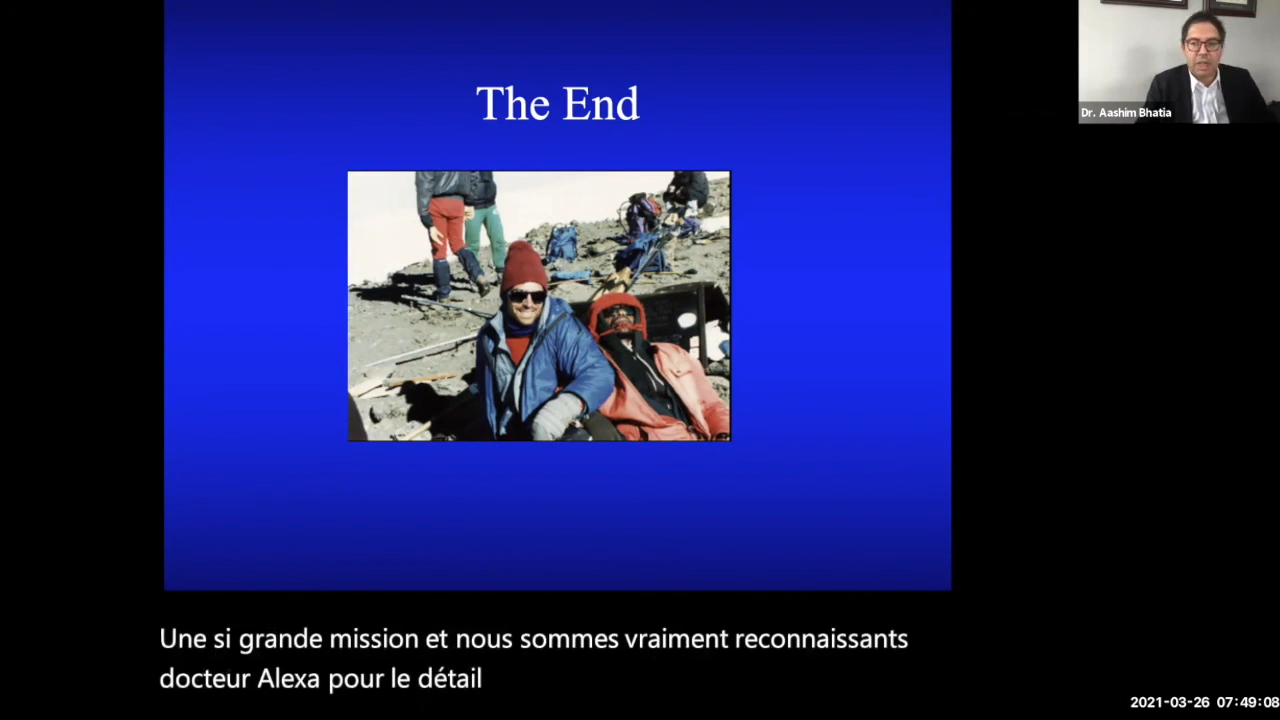 The End
Dr. Aashim Bhatia
Une si grande mission et nous sommes vraiment reconnaissants
docteur Alexa pour le détail
2021-03-26 07:49:08